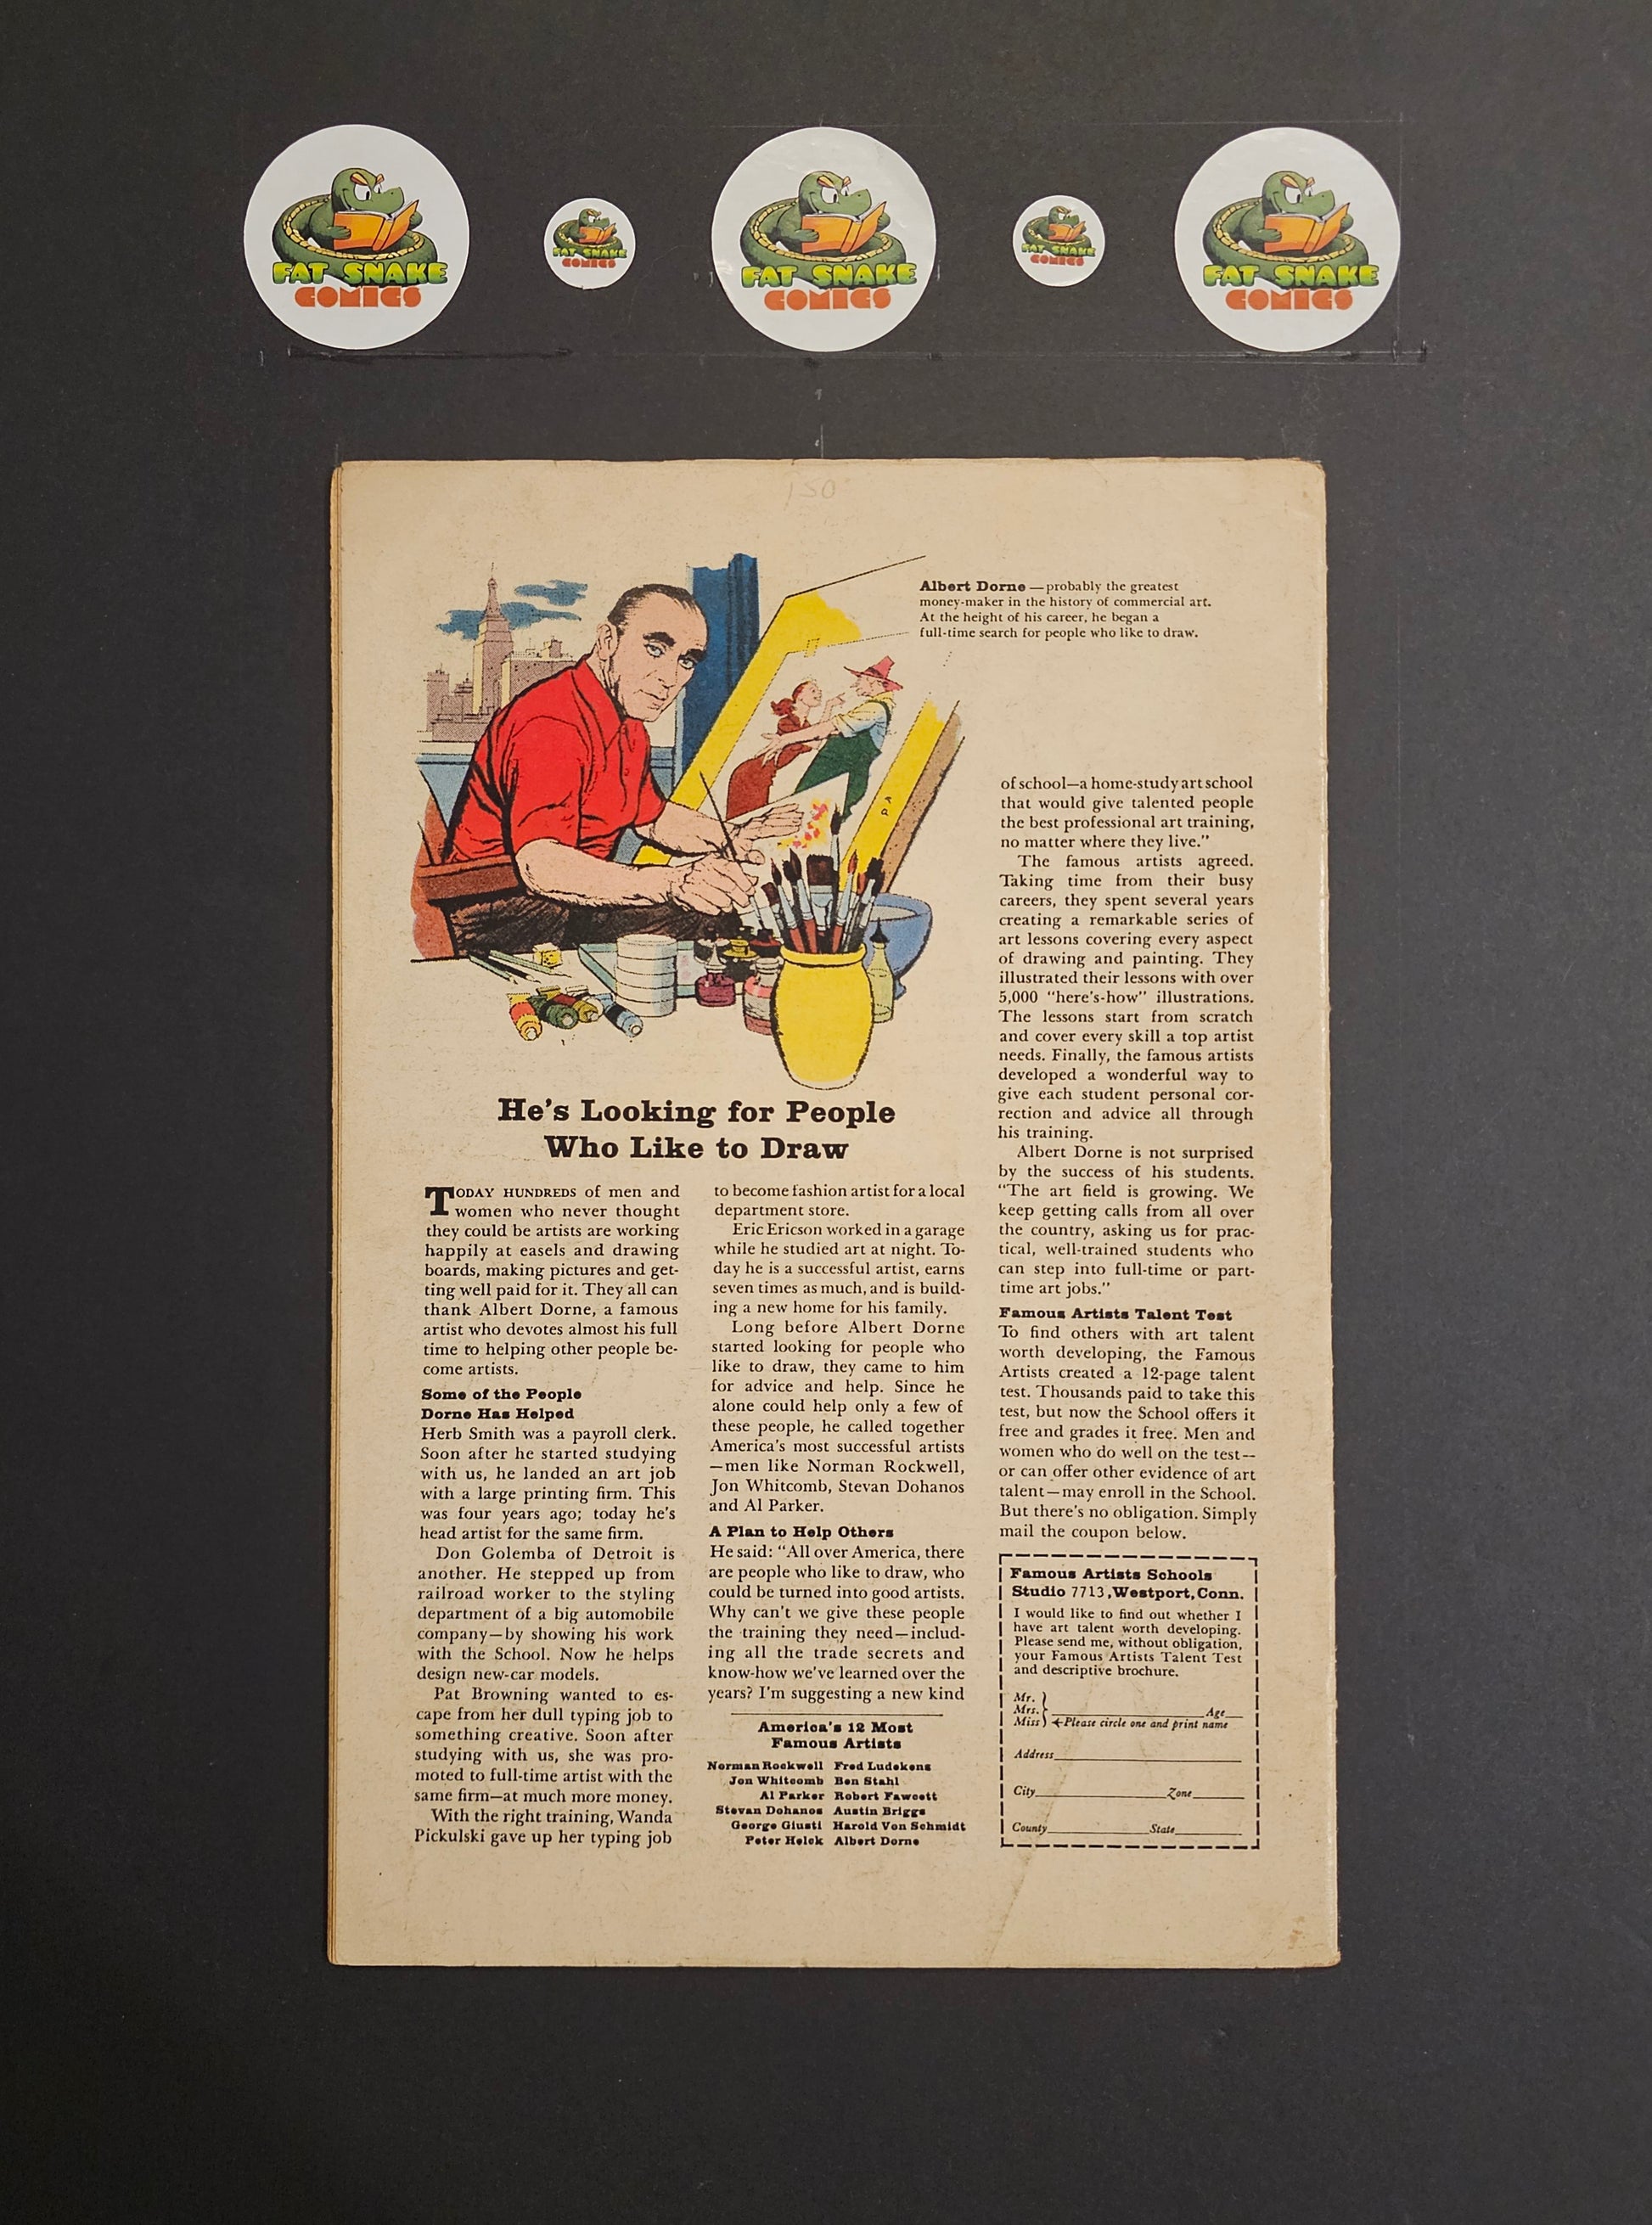 FAT SNAKE
COMICS
FAT SNAKE
COMICS
FAT SNAKE
COMICS
FAT SNAKE
COMICS
FAT SNAKE
COMICS
150
Albert Dorne — probably the greatest
money-maker in the history of commercial art.
At the height of his career, he began a
full-time search for people who like to draw.
He's Looking for People
Who Like to Draw
TODAY HUNDREDS of men and
women who never thought
they could be artists are working
happily at easels and drawing
boards, making pictures and get-
ting well paid for it. They all can
thank Albert Dorne, a famous
artist who devotes almost his full
time to helping other people be-
come artists.
Some of the People
Dorne Has Helped
Herb Smith was a payroll clerk.
Soon after he started studying
with us, he landed an art job
with a large printing firm. This
was four years ago; today he's
head artist for the same firm.
Don Golemba of Detroit is
another. He stepped up from
railroad worker to the styling
department of a big automobile
company—by showing his work
with the School. Now he helps
design new-car models.
Pat Browning wanted to es-
cape from her dull typing job to
something creative. Soon after
studying with us, she was pro-
moted to full-time artist with the
same firm—at much more money.
With the right training, Wanda
Pickulski gave up her typing job
to become fashion artist for a local
department store.
Eric Ericson worked in a garage
while he studied art at night. To-
day he is a successful artist, earns
seven times as much, and is build-
ing a new home for his family.
Long before Albert Dorne
started looking for people who
like to draw, they came to him
for advice and help. Since he
alone could help only a few of
these people, he called together
America's most successful artists
—men like Norman Rockwell,
Jon Whitcomb, Stevan Dohanos
and Al Parker.
A Plan to Help Others
He said: "All over America, there
are people who like to draw, who
could be turned into good artists.
Why can't we give these people
the training they need—includ-
ing all the trade secrets and
know-how we've learned over the
years? I'm suggesting a new kind
America's 12 Most
Famous Artists
Norman Rockwell Fred Ludekens
Jon Whitcomb Ben Stahl
Al Parker Robert Fawcett
Stevan Dohanos Austin Briggs
George Giusti Harold Von Schmidt
Peter Helck Albert Dorne
of school—a home-study art school
that would give talented people
the best professional art training,
no matter where they live."
The famous artists agreed.
Taking time from their busy
careers, they spent several years
creating a remarkable series of
art lessons covering every aspect
of drawing and painting. They
illustrated their lessons with over
5,000 "here's-how" illustrations.
The lessons start from scratch
and cover every skill a top artist
needs. Finally, the famous artists
developed a wonderful way to
give each student personal cor-
rection and advice all through
his training.
Albert Dorne is not surprised
by the success of his students.
"The art field is growing. We
keep getting calls from all over
the country, asking us for prac-
tical, well-trained students who
can step into full-time or part-
time art jobs."
Famous Artists Talent Test
To find others with art talent
worth developing, the Famous
Artists created a 12-page talent
test. Thousands paid to take this
test, but now the School offers it
free and grades it free. Men and
women who do well on the test—
or can offer other evidence of art
talent—may enroll in the School.
But there's no obligation. Simply
mail the coupon below.
Famous Artists Schools
Studio 7713, Westport, Conn.
I would like to find out whether I
have art talent worth developing.
Please send me, without obligation,
your Famous Artists Talent Test
and descriptive brochure.
Mr.
Mrs. Age
Miss Please circle one and print name
Address
City Zone
County State